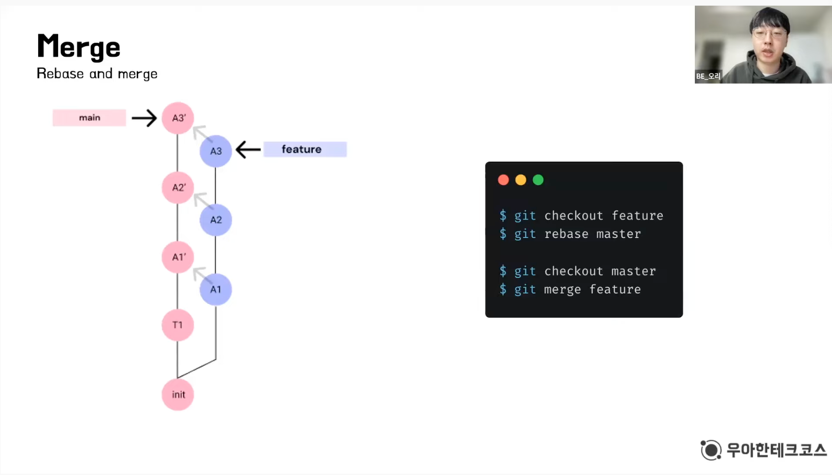 Merge
Rebase and merge
BE_오리
main
A3'
A3
feature
A2'
A2
A1'
A1
T1
init
$ git checkout feature
$ git rebase master
$ git checkout master
$ git merge feature
우아한테크코스